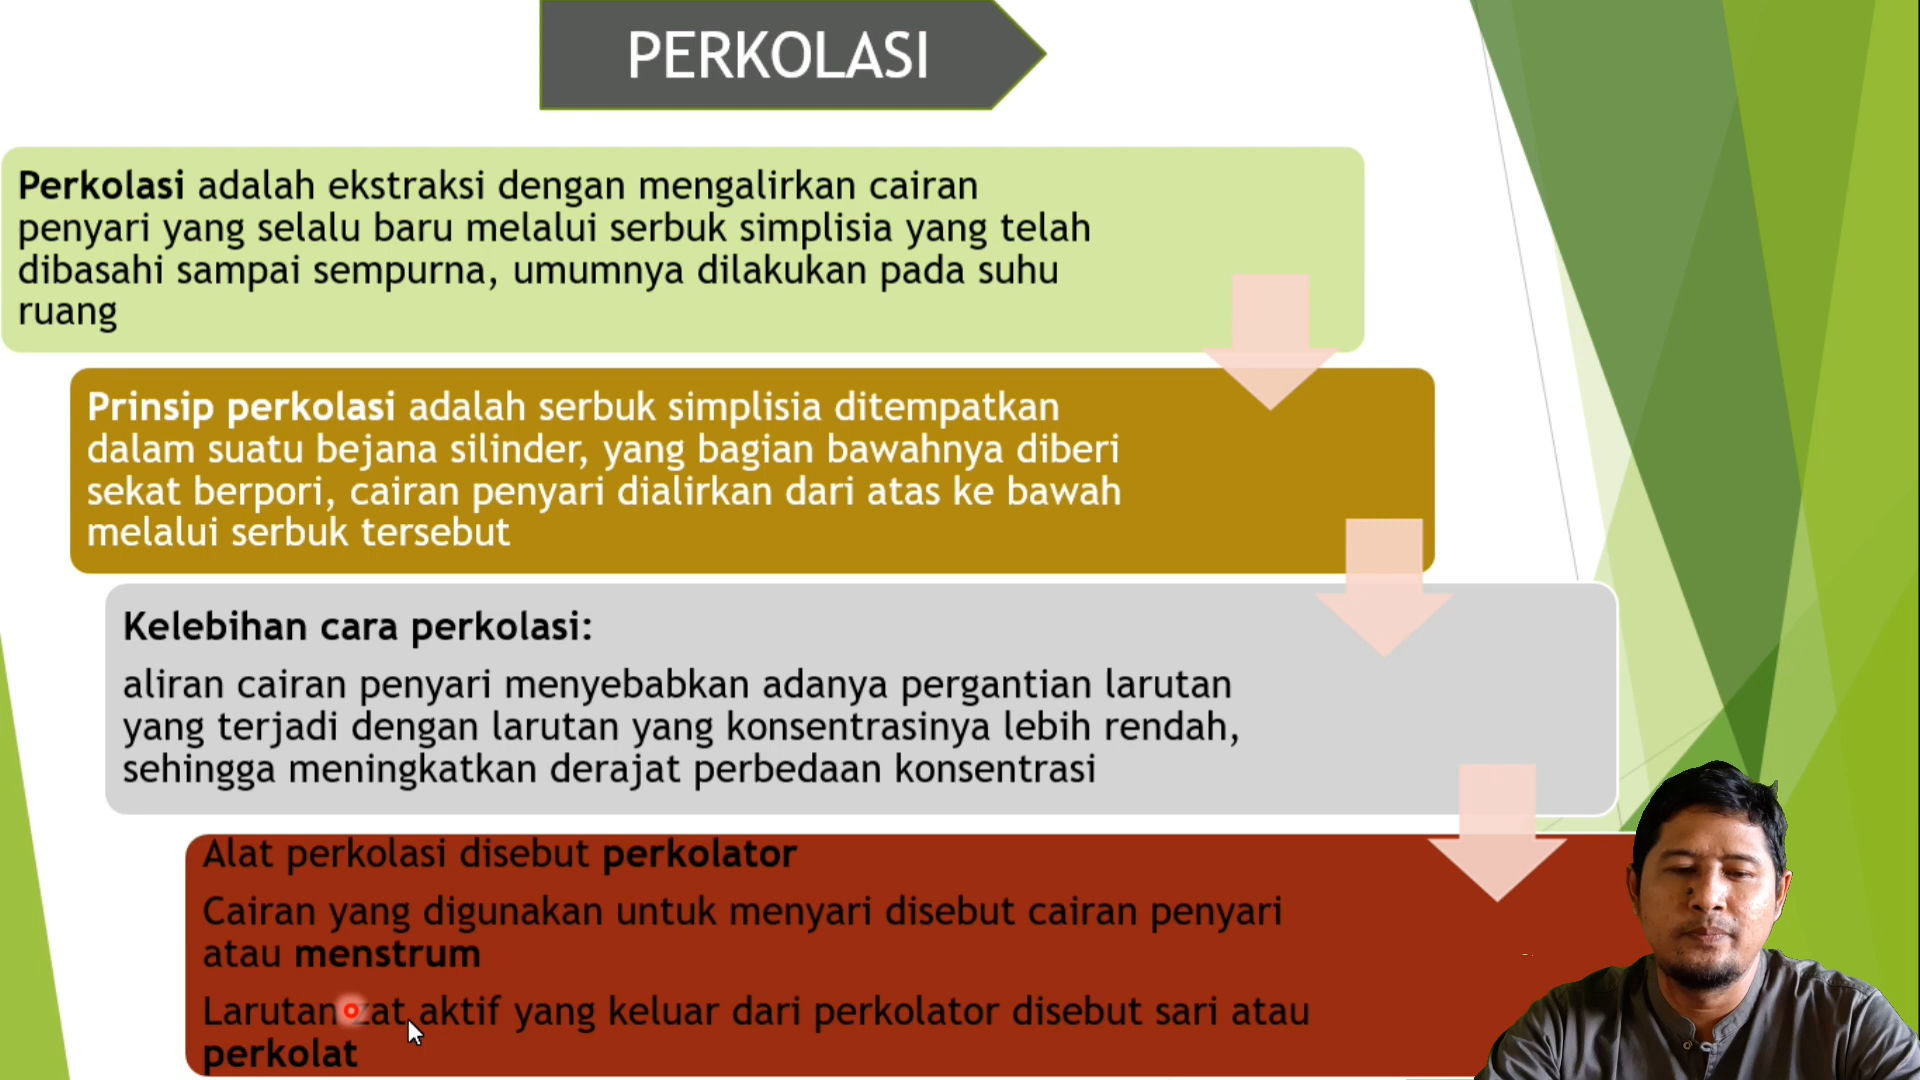 PERKOLASI
Perkolasi adalah ekstraksi dengan mengalirkan cairan
penyari yang selalu baru melalui serbuk simplisia yang telah
dibasahi sampai sempurna, umumnya dilakukan pada suhu
ruang
Prinsip perkolasi adalah serbuk simplisia ditempatkan
dalam suatu bejana silinder, yang bagian bawahnya diberi
sekat berpori, cairan penyari dialirkan dari atas ke bawah
melalui serbuk tersebut
Kelebihan cara perkolasi:
aliran cairan penyari menyebabkan adanya pergantian larutan
yang terjadi dengan larutan yang konsentrasinya lebih rendah,
sehingga meningkatkan derajat perbedaan konsentrasi
Alat perkolasi disebut perkolator
Cairan yang digunakan untuk menyari disebut cairan penyari
atau menstrum
Larutan zat aktif yang keluar dari perkolator disebut sari atau
perkolat